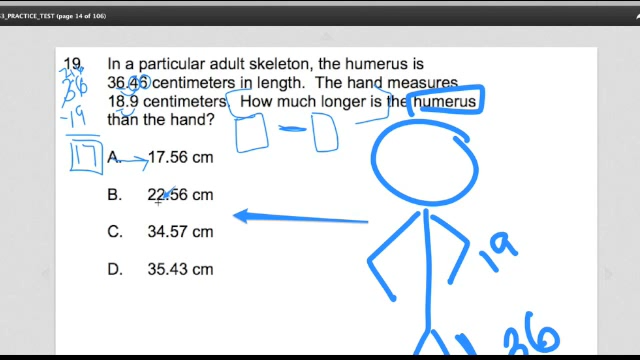 S3_PRACTICE_TEST (page 14 of 106)
19. In a particular adult skeleton, the humerus is
36.46 centimeters in length. The hand measures
18.9 centimeters. How much longer is the humerus
than the hand?
36
-19
17
A. 17.56 cm
B. 22.56 cm
C. 34.57 cm
D. 35.43 cm
19
36